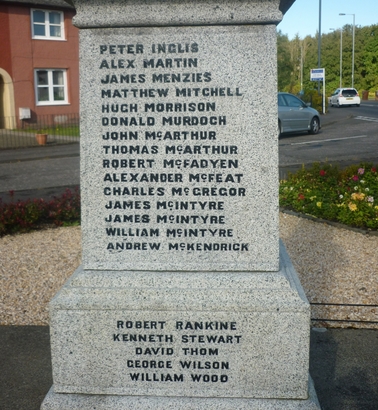 PETER INGLIS
ALEX MARTIN
JAMES MENZIES
MATTHEW MITCHELL
HUGH MORRISON
DONALD MURDOCH
JOHN McARTHUR
THOMAS McARTHUR
ROBERT McFADYEN
ALEXANDER McFEAT
CHARLES McGREGOR
JAMES McINTYRE
JAMES McINTYRE
WILLIAM McINTYRE
ANDREW McKENDRICK
ROBERT RANKINE
KENNETH STEWART
DAVID THOM
GEORGE WILSON
WILLIAM WOOD